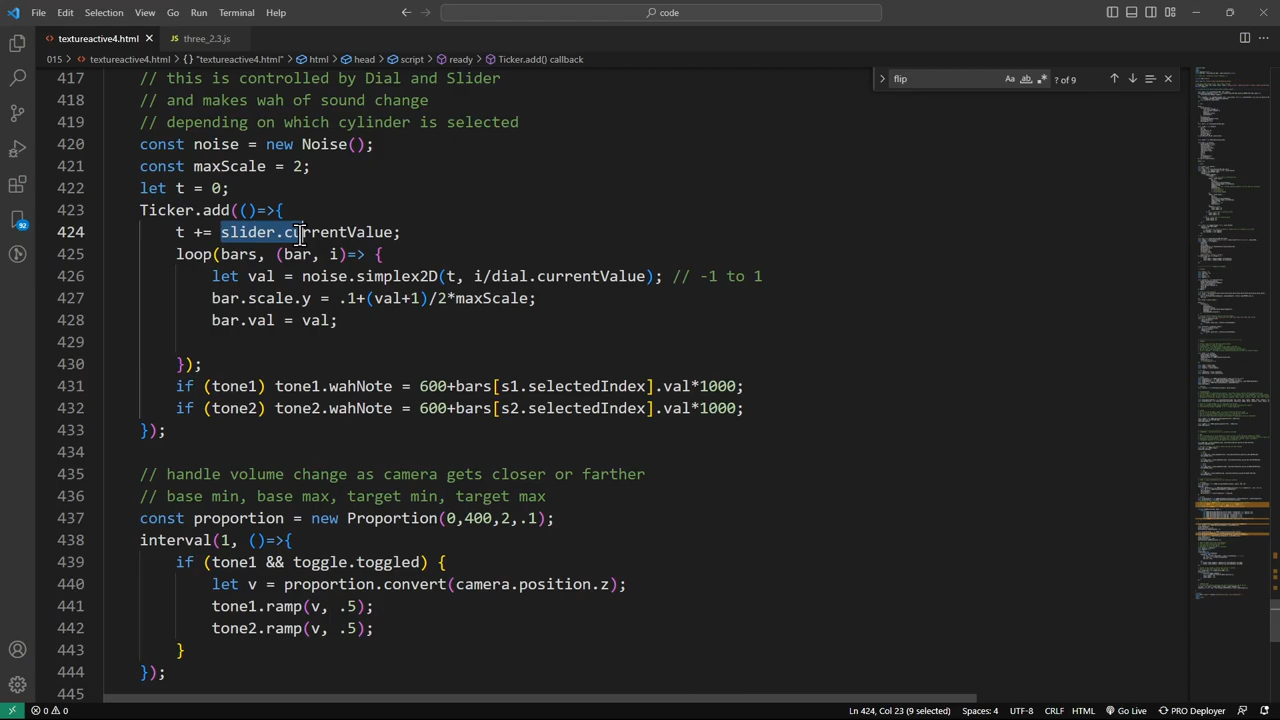 File Edit Selection View Go Run Terminal Help
code
textureactive4.html
three_2.3.js
015 > textureactive4.html > {} "textureactive4.html" > html > head > script > ready > Ticker.add() callback
flip
? of 9
417 // this is controlled by Dial and Slider
418 // and makes wah of sound change
419 // depending on which cylinder is selected
420 const noise = new Noise();
421 const maxScale = 2;
422 let t = 0;
423 Ticker.add(()=>{
424 t += slider.currentValue;
425 loop(bars, (bar, i)=> {
426 let val = noise.simplex2D(t, i/dial.currentValue); // -1 to 1
427 bar.scale.y = .1+(val+1)/2*maxScale;
428 bar.val = val;
429
430 });
431 if (tone1) tone1.wahNote = 600+bars[s1.selectedIndex].val*1000;
432 if (tone2) tone2.wahNote = 600+bars[s2.selectedIndex].val*1000;
433 });
434
435 // handle volume change as camera gets closer or farther
436 // base min, base max, target min, target max
437 const proportion = new Proportion(0,400,1,.1);
438 interval(1, ()=>{
439 if (tone1 && toggle.toggled) {
440 let v = proportion.convert(camera.position.z);
441 tone1.ramp(v, .5);
442 tone2.ramp(v, .5);
443 }
444 });
445
92
0 0
Ln 424, Col 23 (9 selected) Spaces: 4 UTF-8 CRLF HTML Go Live PRO Deployer